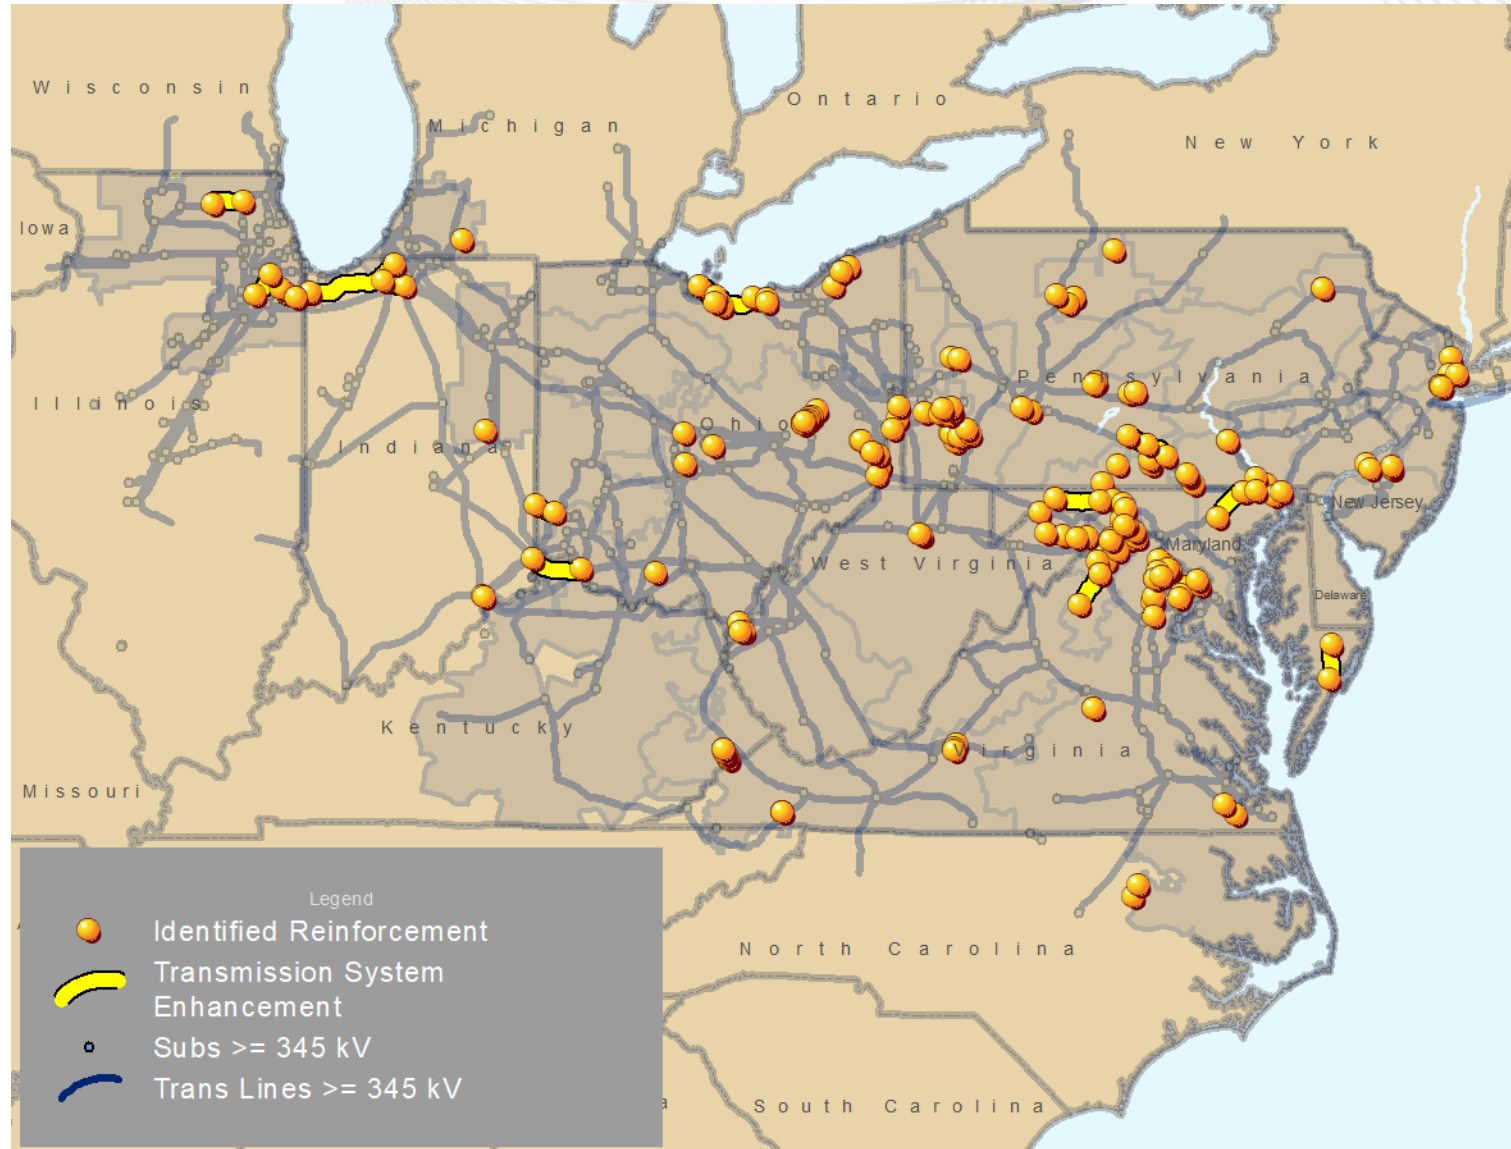 Wisconsin
Ontario
Michigan
New York
Iowa
Pennsylvania
Illinois
Ohio
Indiana
New Jersey
Maryland
West Virginia
Delaware
Kentucky
Virginia
Missouri
Legend
Identified Reinforcement
Transmission System
Enhancement
Subs >= 345 kV
Trans Lines >= 345 kV
North Carolina
South Carolina